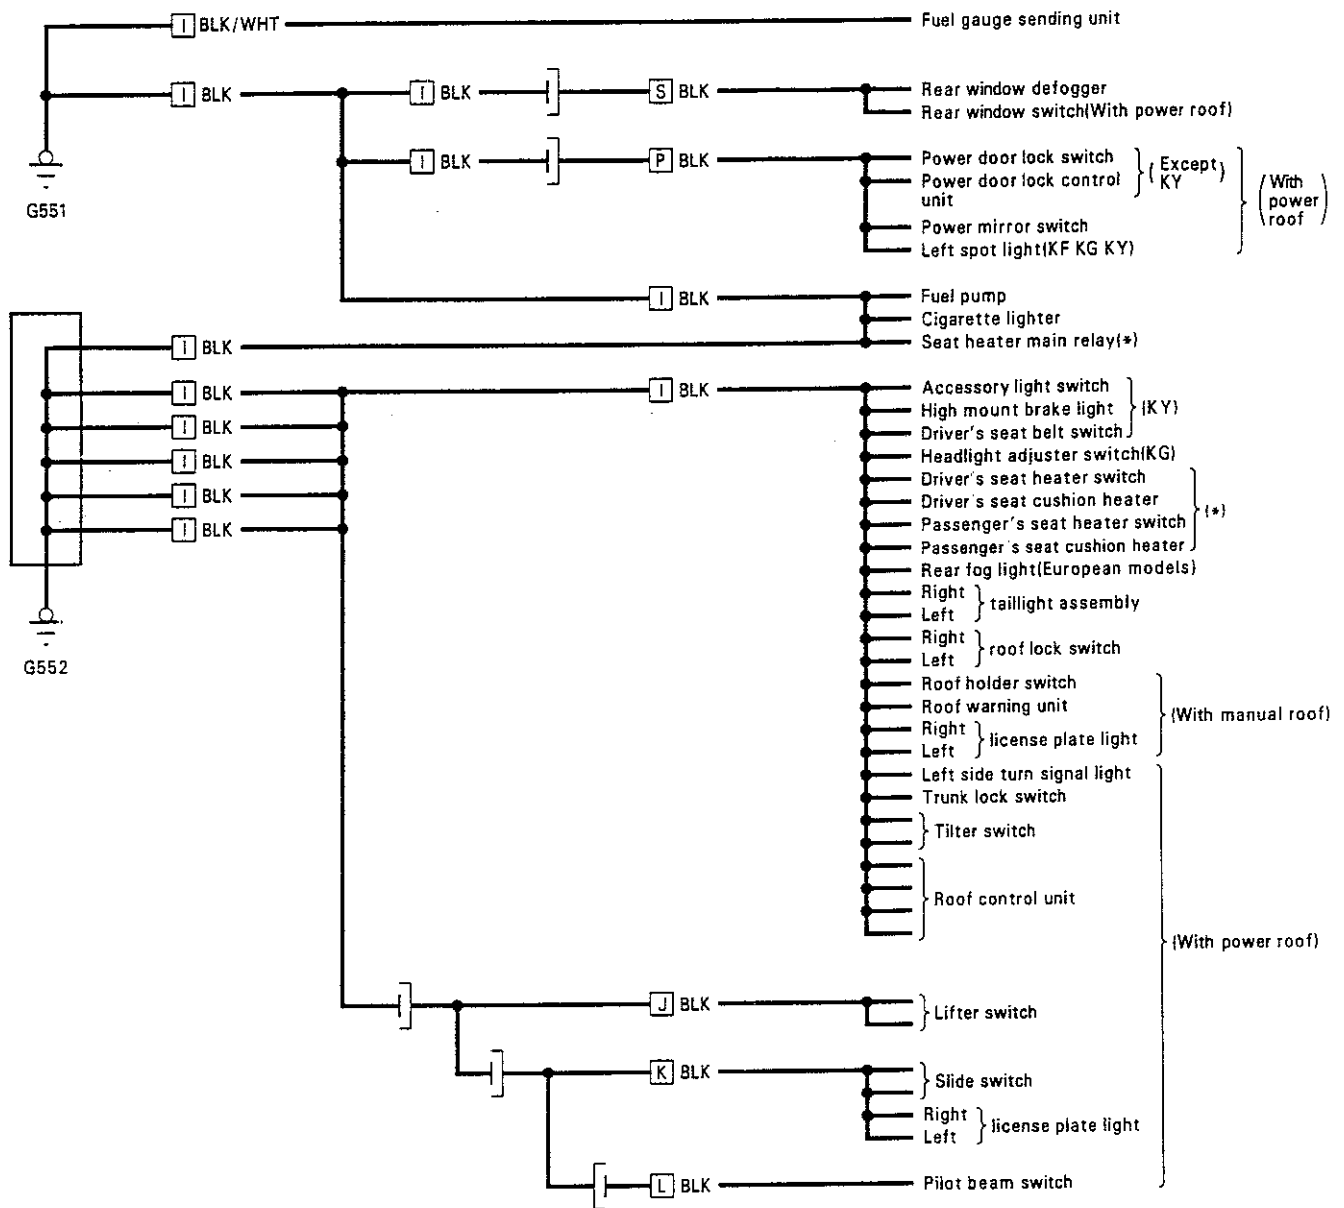 I BLK/WHT Fuel gauge sending unit
I BLK I BLK S BLK Rear window defogger
Rear window switch(With power roof)
I BLK P BLK Power door lock switch
Power door lock control
unit
(Except
KY)
Power mirror switch
Left spot light(KF KG KY)
(With
power
roof)
G551
I BLK Fuel pump
Cigarette lighter
I BLK Seat heater main relay(*)
I BLK I BLK Accessory light switch
High mount brake light (KY)
I BLK Driver's seat belt switch
Headlight adjuster switch(KG)
I BLK Driver's seat heater switch
I BLK Driver's seat cushion heater
Passenger's seat heater switch (*)
I BLK Passenger's seat cushion heater
Rear fog light(European models)
Right
Left taillight assembly
Right
Left roof lock switch
G552
Roof holder switch
Roof warning unit
Right
Left license plate light
(With manual roof)
Left side turn signal light
Trunk lock switch
Tilter switch
Roof control unit
(With power roof)
J BLK Lifter switch
K BLK Slide switch
Right
Left license plate light
L BLK Pilot beam switch